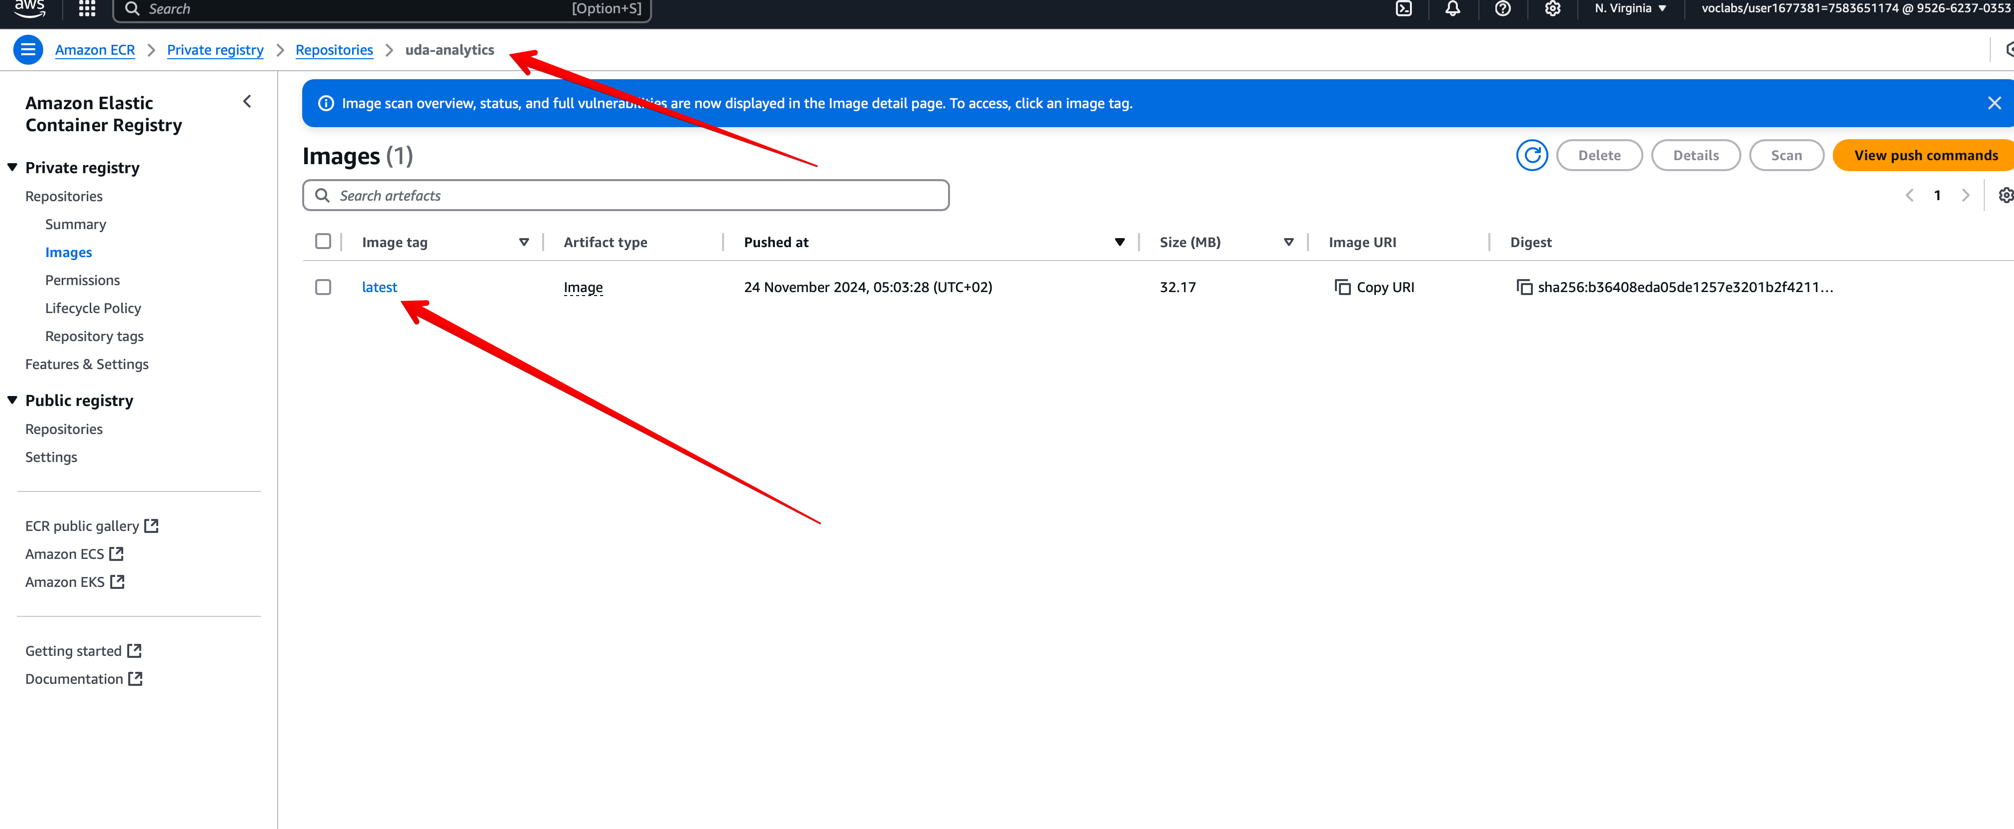 aws
Search
[Option+S]
N. Virginia
voclabs/user1677381=7583651174 @ 9526-6237-0353
Amazon ECR
Private registry
Repositories
uda-analytics
Amazon Elastic
Container Registry
Private registry
Repositories
Summary
Images
Permissions
Lifecycle Policy
Repository tags
Features & Settings
Public registry
Repositories
Settings
ECR public gallery
Amazon ECS
Amazon EKS
Getting started
Documentation
Image scan overview, status, and full vulnerabilities are now displayed in the Image detail page. To access, click an image tag.
Images (1)
Delete
Details
Scan
View push commands
Search artefacts
1
Image tag
Artifact type
Pushed at
Size (MB)
Image URI
Digest
latest
Image
24 November 2024, 05:03:28 (UTC+02)
32.17
Copy URI
sha256:b36408eda05de1257e3201b2f4211...